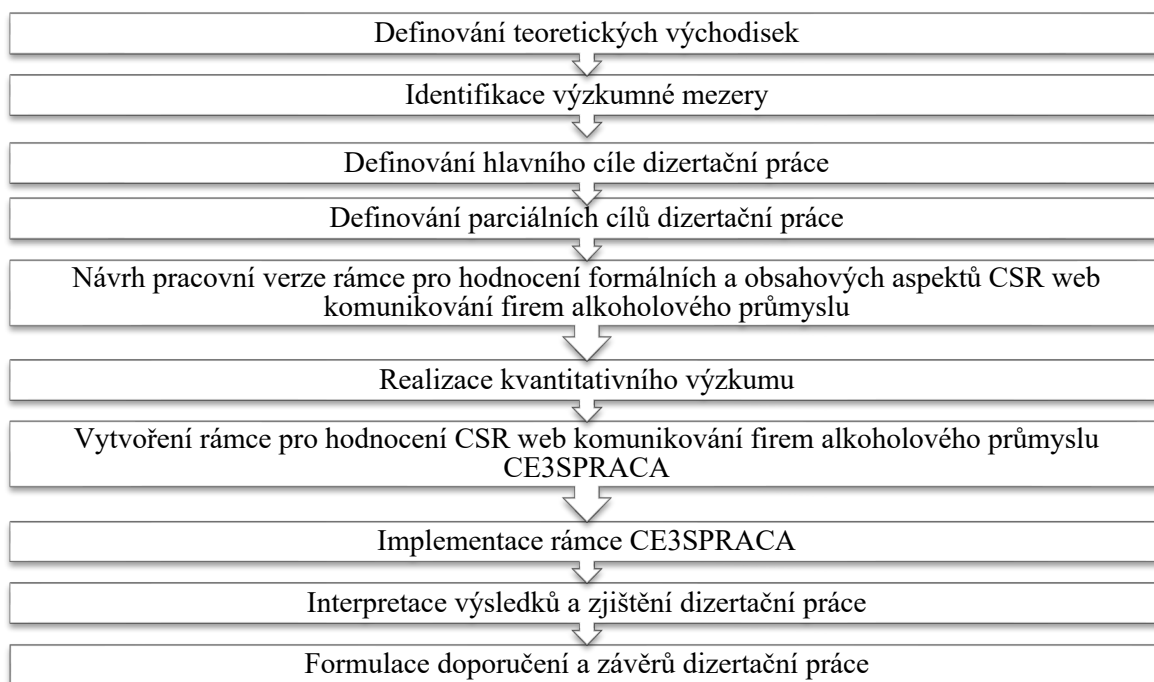 Definování teoretických východisek
Identifikace výzkumné mezery
Definování hlavního cíle dizertační práce
Definování parciálních cílů dizertační práce
Návrh pracovní verze rámce pro hodnocení formálních a obsahových aspektů CSR web
komunikování firem alkoholového průmyslu
Realizace kvantitativního výzkumu
Vytvoření rámce pro hodnocení CSR web komunikování firem alkoholového průmyslu
CE3SPRACA
Implementace rámce CE3SPRACA
Interpretace výsledků a zjištění dizertační práce
Formulace doporučení a závěrů dizertační práce